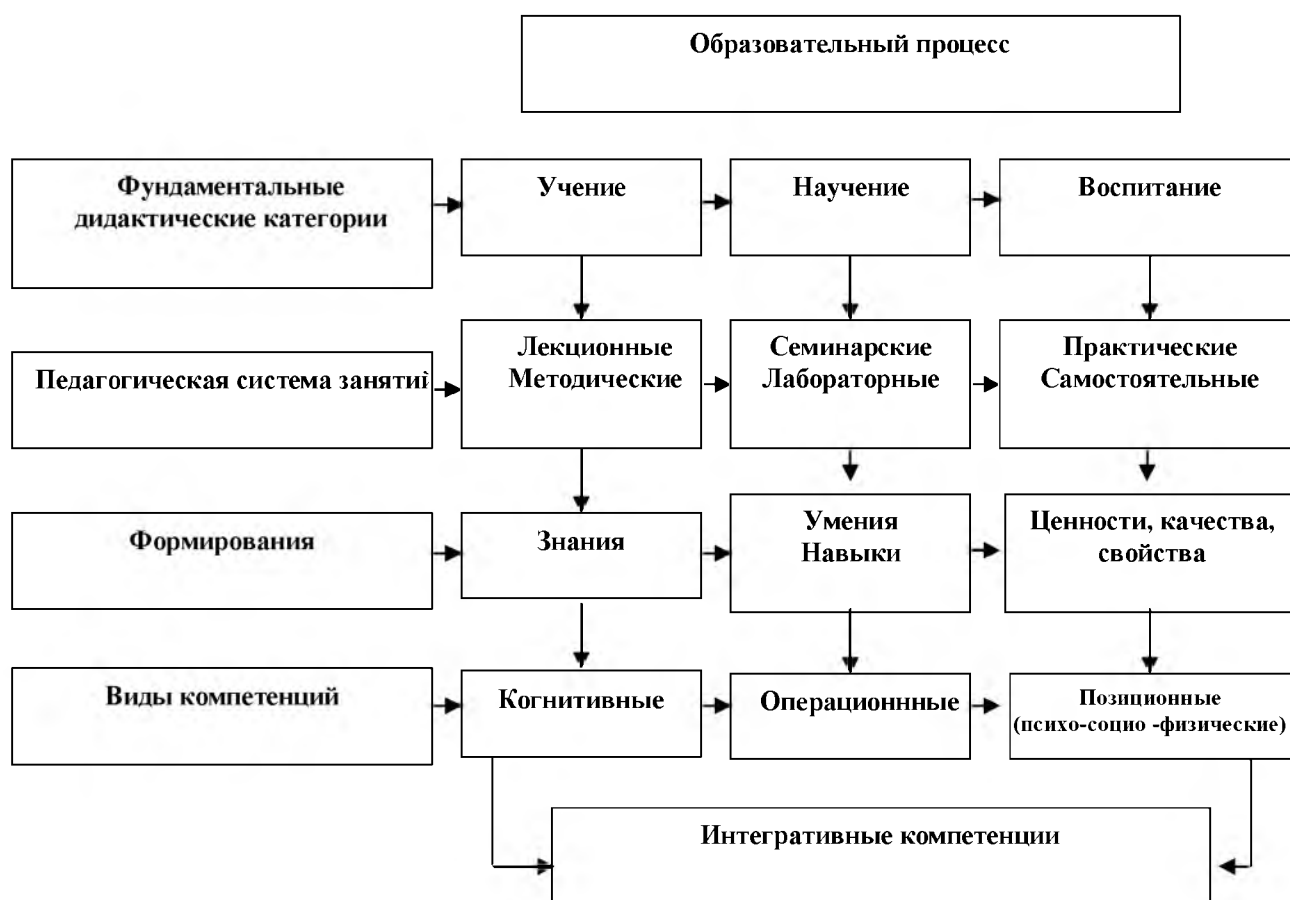 Образовательный процесс
Фундаментальные
дидактические категории
Учение
Научение
Воспитание
Педагогическая система занятий
Лекционные
Методические
Семинарские
Лабораторные
Практические
Самостоятельные
Формирования
Знания
Умения
Навыки
Ценности, качества,
свойства
Виды компетенций
Когнитивные
Операционнные
Позиционные
(психо-социо -физические)
Интегративные компетенции